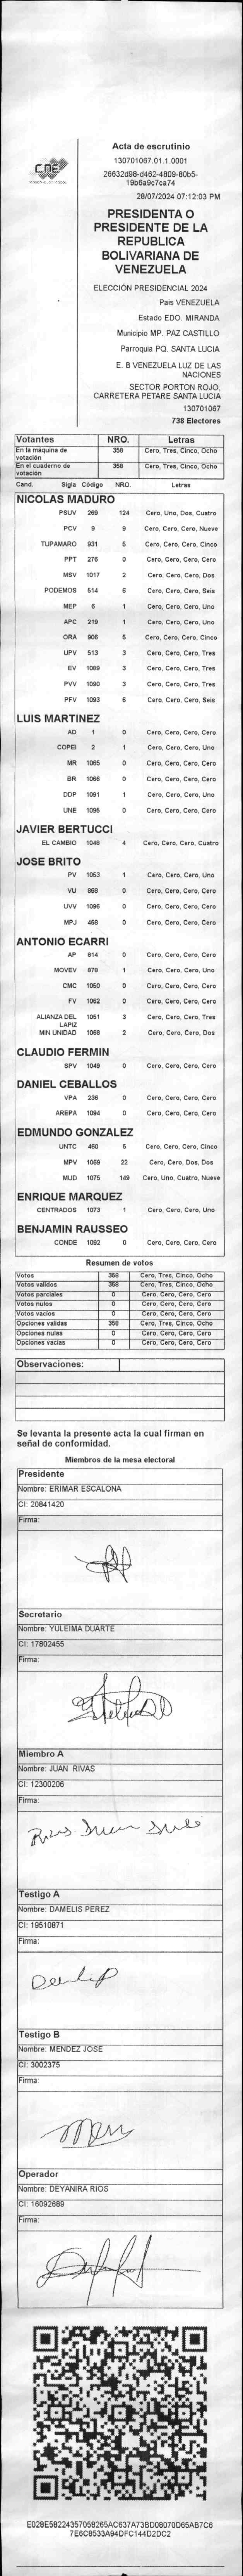 CNE
Acta de escrutinio
130701067.01.1.0001
26632d98-d462-4809-80b5-
19b6a9c7ca74
28/07/2024 07:12:03 PM
PRESIDENTA O
PRESIDENTE DE LA
REPUBLICA
BOLIVARIANA DE
VENEZUELA
ELECCIÓN PRESIDENCIAL 2024
Pais VENEZUELA
Estado EDO. MIRANDA
Municipio MP. PAZ CASTILLO
Parroquia PQ. SANTA LUCIA
E. B VENEZUELA LUZ DE LAS
NACIONES
SECTOR PORTON ROJO,
CARRETERA PETARE SANTA LUCIA
130701067
738 Electores
Votantes NRO. Letras
En la máquina de votación 358 Cero, Tres, Cinco, Ocho
En el cuaderno de votación 358 Cero, Tres, Cinco, Ocho
Cand. Sigla Código NRO. Letras
NICOLAS MADURO
PSUV 269 124 Cero, Uno, Dos, Cuatro
PCV 9 9 Cero, Cero, Cero, Nueve
TUPAMARO 931 5 Cero, Cero, Cero, Cinco
PPT 276 0 Cero, Cero, Cero, Cero
MSV 1017 2 Cero, Cero, Cero, Dos
PODEMOS 514 6 Cero, Cero, Cero, Seis
MEP 6 1 Cero, Cero, Cero, Uno
APC 219 1 Cero, Cero, Cero, Uno
ORA 906 5 Cero, Cero, Cero, Cinco
UPV 513 3 Cero, Cero, Cero, Tres
EV 1089 3 Cero, Cero, Cero, Tres
PVV 1090 3 Cero, Cero, Cero, Tres
PFV 1093 6 Cero, Cero, Cero, Seis
LUIS MARTINEZ
AD 1 0 Cero, Cero, Cero, Cero
COPEI 2 1 Cero, Cero, Cero, Uno
MR 1065 0 Cero, Cero, Cero, Cero
BR 1066 0 Cero, Cero, Cero, Cero
DDP 1091 1 Cero, Cero, Cero, Uno
UNE 1095 0 Cero, Cero, Cero, Cero
JAVIER BERTUCCI
EL CAMBIO 1048 4 Cero, Cero, Cero, Cuatro
JOSE BRITO
PV 1053 1 Cero, Cero, Cero, Uno
VU 869 0 Cero, Cero, Cero, Cero
UVV 1096 0 Cero, Cero, Cero, Cero
MPJ 458 0 Cero, Cero, Cero, Cero
ANTONIO ECARRI
AP 814 0 Cero, Cero, Cero, Cero
MOVEV 878 1 Cero, Cero, Cero, Uno
CMC 1050 0 Cero, Cero, Cero, Cero
FV 1062 0 Cero, Cero, Cero, Cero
ALIANZA DEL LAPIZ 1051 3 Cero, Cero, Cero, Tres
MIN UNIDAD 1068 2 Cero, Cero, Cero, Dos
CLAUDIO FERMIN
SPV 1049 0 Cero, Cero, Cero, Cero
DANIEL CEBALLOS
VPA 236 0 Cero, Cero, Cero, Cero
AREPA 1094 0 Cero, Cero, Cero, Cero
EDMUNDO GONZALEZ
UNTC 460 5 Cero, Cero, Cero, Cinco
MPV 1069 22 Cero, Cero, Dos, Dos
MUD 1075 149 Cero, Uno, Cuatro, Nueve
ENRIQUE MARQUEZ
CENTRADOS 1073 1 Cero, Cero, Cero, Uno
BENJAMIN RAUSSEO
CONDE 1092 0 Cero, Cero, Cero, Cero
Resumen de votos
Votos 358 Cero, Tres, Cinco, Ocho
Votos validos 358 Cero, Tres, Cinco, Ocho
Votos parciales 0 Cero, Cero, Cero, Cero
Votos nulos 0 Cero, Cero, Cero, Cero
Votos vacios 0 Cero, Cero, Cero, Cero
Opciones validas 358 Cero, Tres, Cinco, Ocho
Opciones nulas 0 Cero, Cero, Cero, Cero
Opciones vacias 0 Cero, Cero, Cero, Cero
Observaciones:
Se levanta la presente acta la cual firman en
señal de conformidad.
Miembros de la mesa electoral
Presidente
Nombre: ERIMAR ESCALONA
CI: 20841420
Firma:
Secretario
Nombre: YULEIMA DUARTE
CI: 17802455
Firma:
Miembro A
Nombre: JUAN RIVAS
CI: 12300206
Firma:
Testigo A
Nombre: DAMELIS PEREZ
CI: 19510871
Firma:
Testigo B
Nombre: MENDEZ JOSE
CI: 3002375
Firma:
Operador
Nombre: DEYANIRA RIOS
CI: 16092689
Firma:
E028E58224357058265AC637A73BD08070D65AB7C6
7E6C8533A94DFC144D2DC2